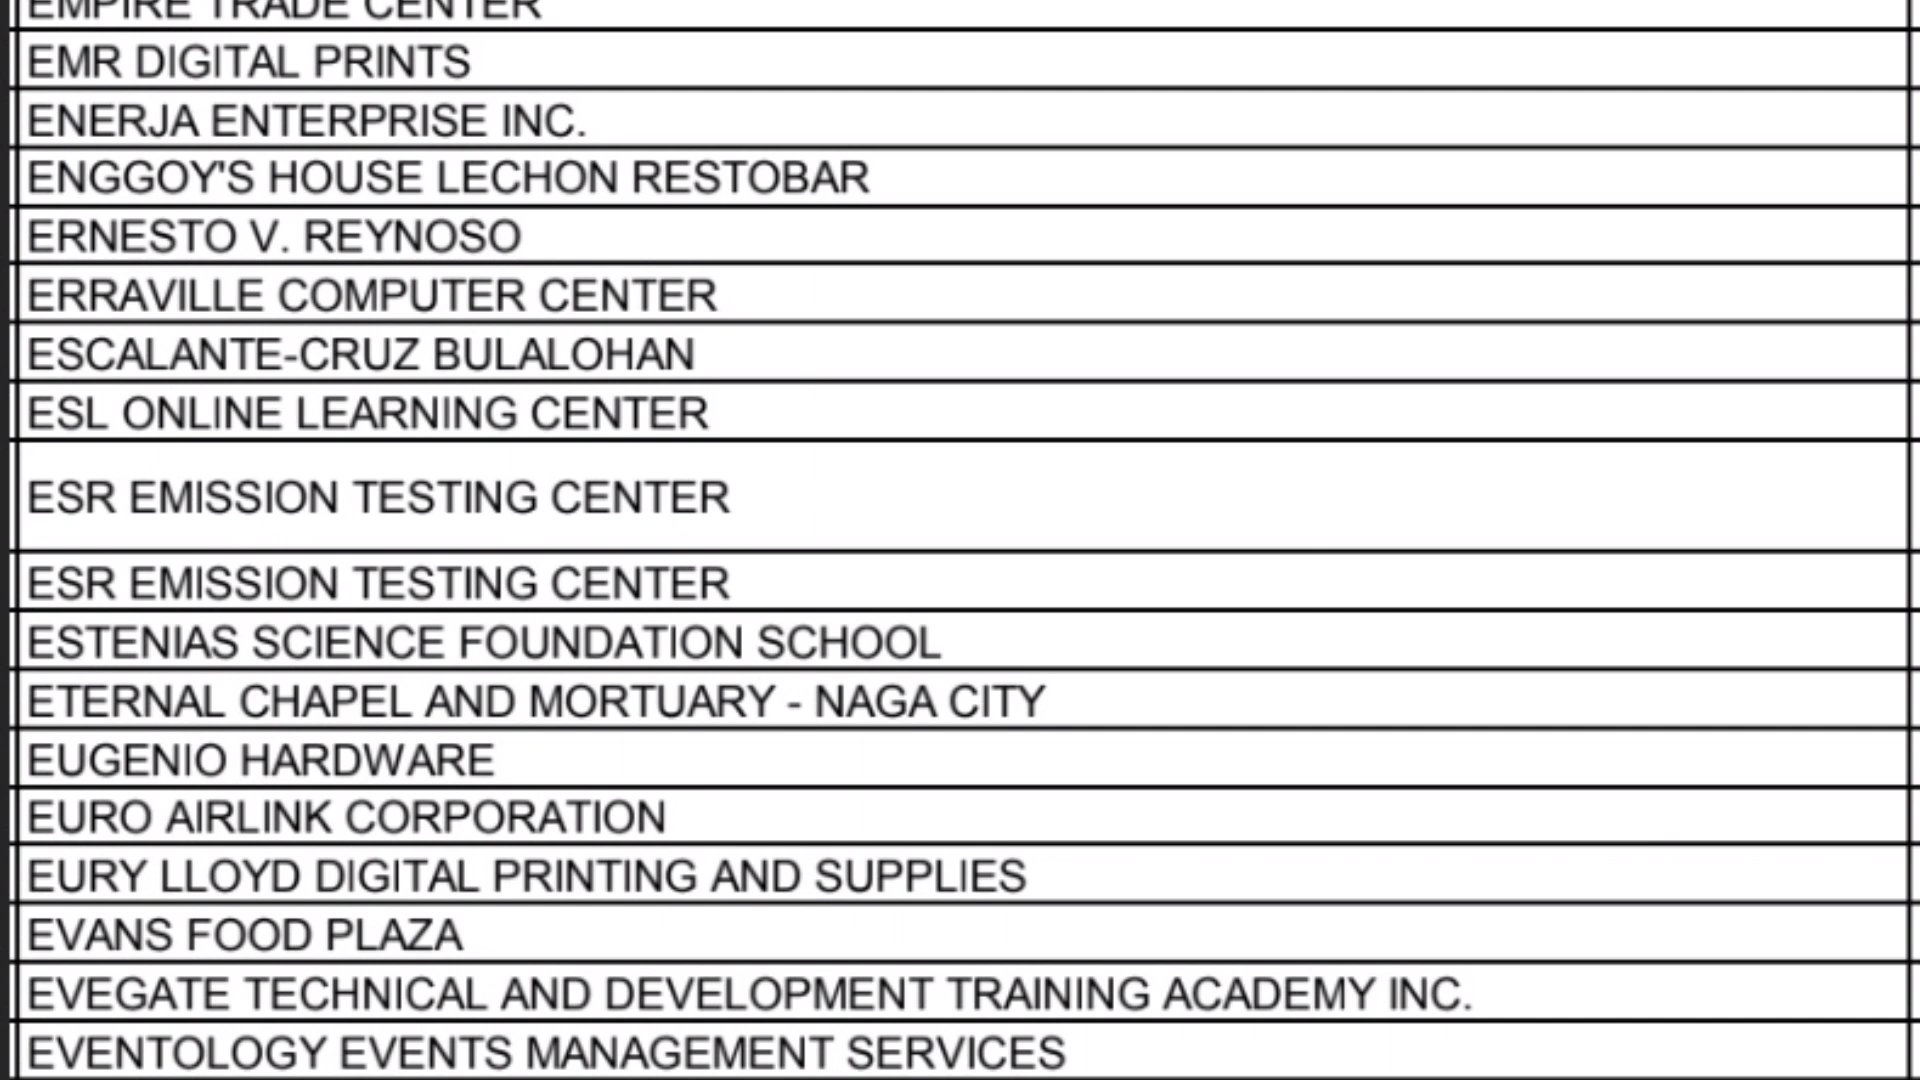 EMPIRE TRADE CENTER
EMR DIGITAL PRINTS
ENERJA ENTERPRISE INC.
ENGGOY'S HOUSE LECHON RESTOBAR
ERNESTO V. REYNOSO
ERRAVILLE COMPUTER CENTER
ESCALANTE-CRUZ BULALOHAN
ESL ONLINE LEARNING CENTER
ESR EMISSION TESTING CENTER
ESR EMISSION TESTING CENTER
ESTENIAS SCIENCE FOUNDATION SCHOOL
ETERNAL CHAPEL AND MORTUARY - NAGA CITY
EUGENIO HARDWARE
EURO AIRLINK CORPORATION
EURY LLOYD DIGITAL PRINTING AND SUPPLIES
EVANS FOOD PLAZA
EVEGATE TECHNICAL AND DEVELOPMENT TRAINING ACADEMY INC.
EVENTOLOGY EVENTS MANAGEMENT SERVICES